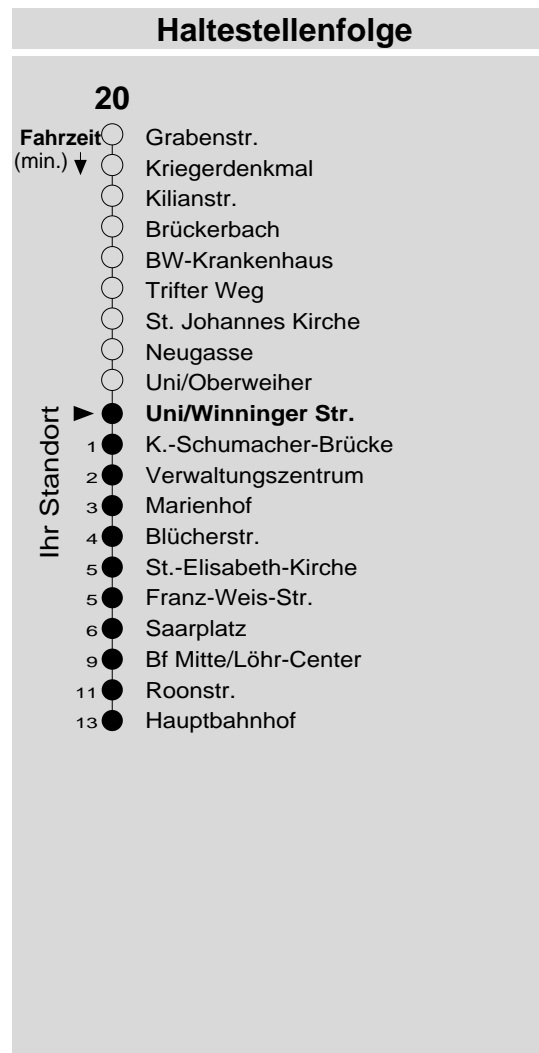 Haltestellenfolge
20
Fahrzeit
(min.)
Grabenstr.
Kriegerdenkmal
Kilianstr.
Brückerbach
BW-Krankenhaus
Trifter Weg
St. Johannes Kirche
Neugasse
Uni/Oberweiher
Ihr Standort
Uni/Winninger Str.
1 K.-Schumacher-Brücke
2 Verwaltungszentrum
3 Marienhof
4 Blücherstr.
5 St.-Elisabeth-Kirche
5 Franz-Weis-Str.
6 Saarplatz
9 Bf Mitte/Löhr-Center
11 Roonstr.
13 Hauptbahnhof